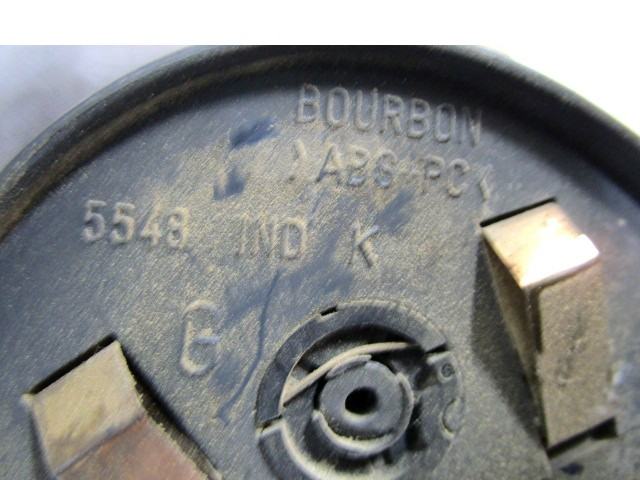 BOURBON
>ABS-PC<
5548 IND K
G